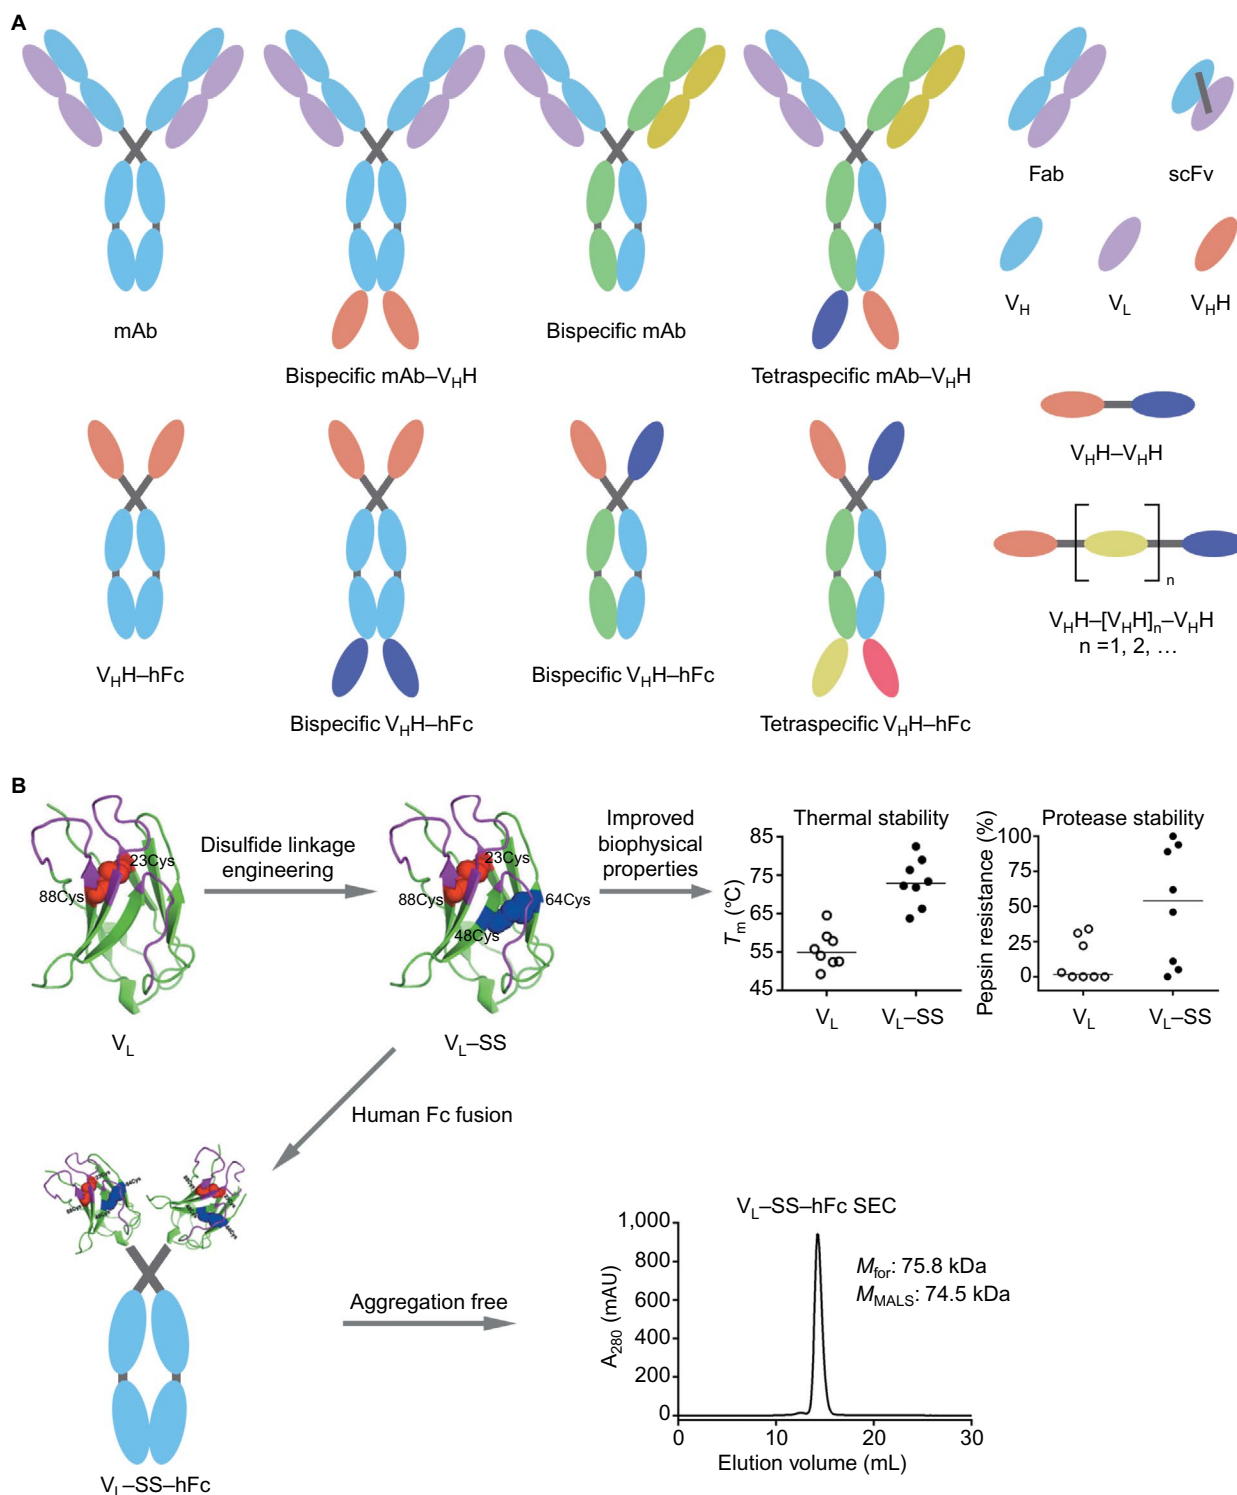 A
mAb
Bispecific mAb–VHH
Bispecific mAb
Tetraspecific mAb–VHH
Fab
scFv
VH
VL
VHH
VHH–VHH
n
VHH–[VHH]n–VHH
n =1, 2, …
VHH–hFc
Bispecific VHH–hFc
Bispecific VHH–hFc
Tetraspecific VHH–hFc
B
23Cys
88Cys
VL
Disulfide linkage
engineering
23Cys
88Cys
64Cys
48Cys
VL–SS
Improved
biophysical
properties
Thermal stability
85
75
65
55
45
Tm (°C)
VL
VL–SS
Protease stability
100
75
50
25
0
Pepsin resistance (%)
VL
VL–SS
Human Fc fusion
VL–SS–hFc
Aggregation free
VL–SS–hFc SEC
Mfor: 75.8 kDa
MMALS: 74.5 kDa
1,000
800
600
400
200
0
A280 (mAU)
0
10
20
30
Elution volume (mL)